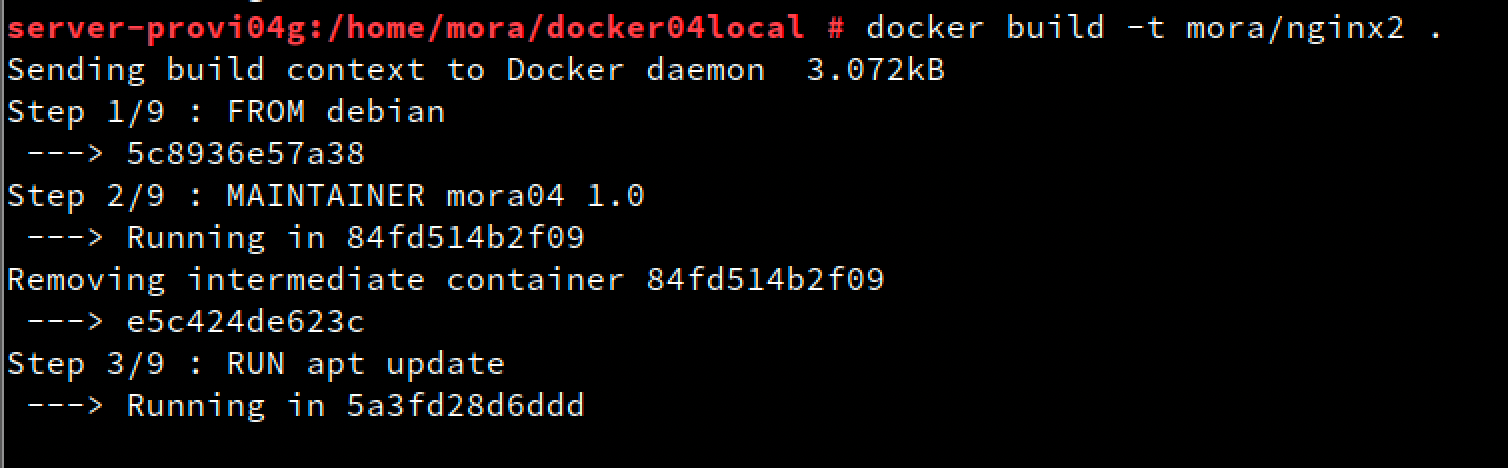 server-provi04g:/home/mora/docker04local # docker build -t mora/nginx2 .
Sending build context to Docker daemon  3.072kB
Step 1/9 : FROM debian
 ---> 5c8936e57a38
Step 2/9 : MAINTAINER mora04 1.0
 ---> Running in 84fd514b2f09
Removing intermediate container 84fd514b2f09
 ---> e5c424de623c
Step 3/9 : RUN apt update
 ---> Running in 5a3fd28d6ddd